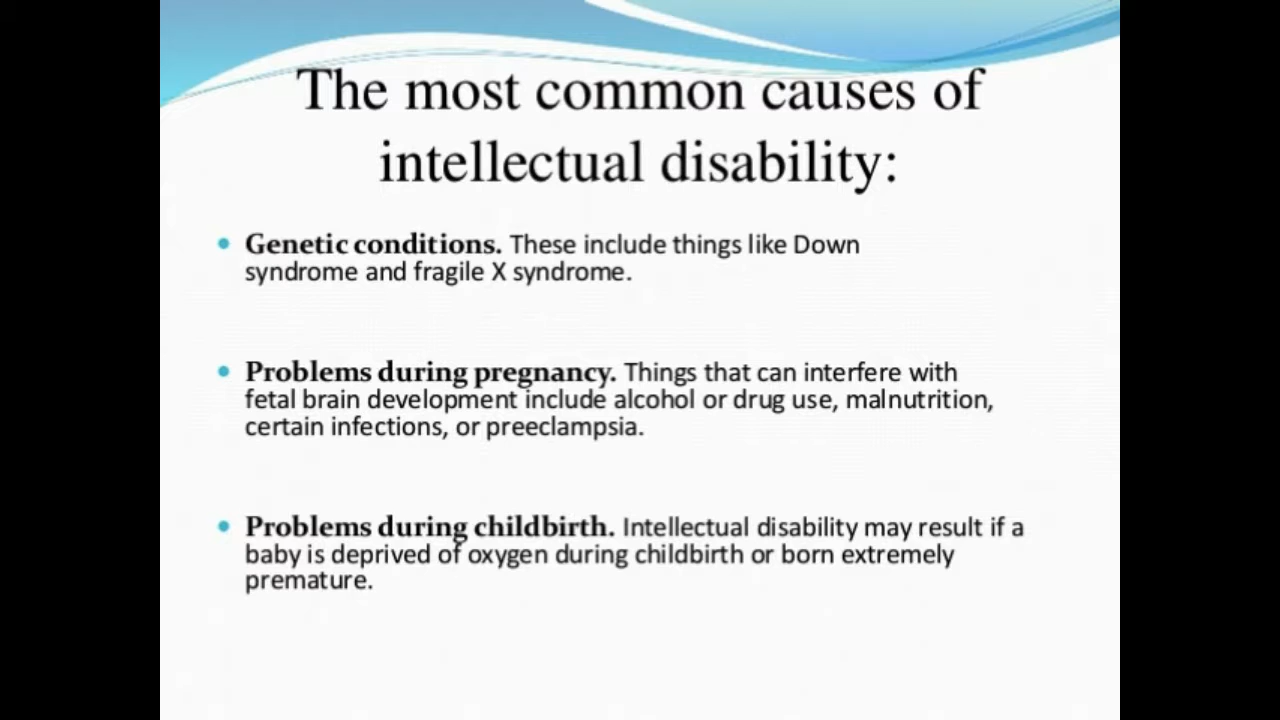 The most common causes of
intellectual disability:
• Genetic conditions. These include things like Down
syndrome and fragile X syndrome.
• Problems during pregnancy. Things that can interfere with
fetal brain development include alcohol or drug use, malnutrition,
certain infections, or preeclampsia.
• Problems during childbirth. Intellectual disability may result if a
baby is deprived of oxygen during childbirth or born extremely
premature.